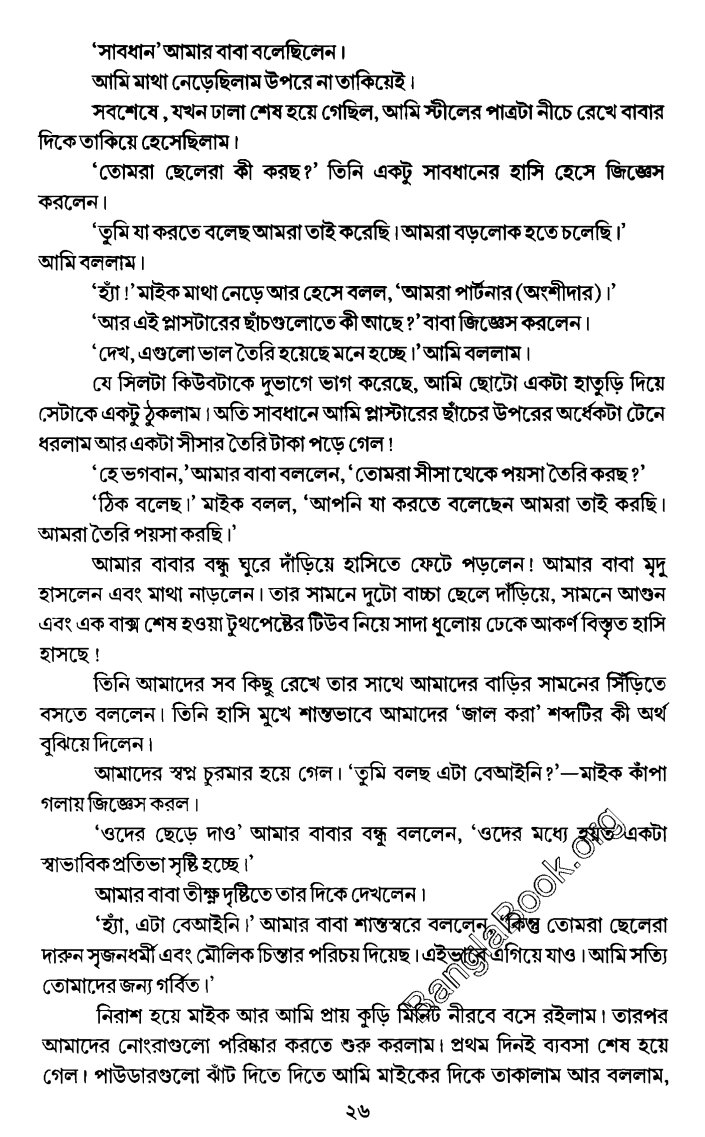 ‘সাবধান’ আমার বাবা বলেছিলেন।
আমি মাথা নেড়েছিলাম উপরে না তাকিয়েই।
সবশেষে , যখন ঢালা শেষ হয়ে গেছিল, আমি স্টীলের পাত্রটা নীচে রেখে বাবার
দিকে তাকিয়ে হেসেছিলাম।
‘তোমরা ছেলেরা কী করছ?’ তিনি একটু সাবধানের হাসি হেসে জিজ্ঞেস
করলেন।
‘তুমি যা করতে বলেছ আমরা তাই করেছি। আমরা বড়লোক হতে চলেছি।’
আমি বললাম।
‘হ্যাঁ!’ মাইক মাথা নেড়ে আর হেসে বলল, ‘আমরা পার্টনার (অংশীদার)।’
‘আর এই প্লাসটারের ছাঁচগুলোতে কী আছে?’ বাবা জিজ্ঞেস করলেন।
‘দেখ, এগুলো ভাল তৈরি হয়েছে মনে হচ্ছে।’ আমি বললাম।
যে সিলটা কিউবটাকে দুভাগে ভাগ করেছে, আমি ছোটো একটা হাতুড়ি দিয়ে
সেটাকে একটু ঠুকলাম। অতি সাবধানে আমি প্লাস্টারের ছাঁচের উপরের অর্ধেকটা টেনে
ধরলাম আর একটা সীসার তৈরি টাকা পড়ে গেল!
‘হে ভগবান,’ আমার বাবা বললেন, ‘তোমরা সীসা থেকে পয়সা তৈরি করছ?’
‘ঠিক বলেছ।’ মাইক বলল, ‘আপনি যা করতে বলেছেন আমরা তাই করছি।
আমরা তৈরি পয়সা করছি।’
আমার বাবার বন্ধু ঘুরে দাঁড়িয়ে হাসিতে ফেটে পড়লেন! আমার বাবা মৃদু
হাসলেন এবং মাথা নাড়লেন। তার সামনে দুটো বাচ্চা ছেলে দাঁড়িয়ে, সামনে আগুন
এবং এক বাক্স শেষ হওয়া টুথপেষ্টের টিউব নিয়ে সাদা ধুলোয় ঢেকে আকর্ণ বিস্তৃত হাসি
হাসছে!
তিনি আমাদের সব কিছু রেখে তার সাথে আমাদের বাড়ির সামনের সিঁড়িতে
বসতে বললেন। তিনি হাসি মুখে শান্তভাবে আমাদের ‘জাল করা’ শব্দটির কী অর্থ
বুঝিয়ে দিলেন।
আমাদের স্বপ্ন চুরমার হয়ে গেল। ‘তুমি বলছ এটা বেআইনি?’—মাইক কাঁপা
গলায় জিজ্ঞেস করল।
‘ওদের ছেড়ে দাও’ আমার বাবার বন্ধু বললেন, ‘ওদের মধ্যে হয়ত একটা
স্বাভাবিক প্রতিভা সৃষ্টি হচ্ছে।’
আমার বাবা তীক্ষ্ণ দৃষ্টিতে তার দিকে দেখলেন।
‘হ্যাঁ, এটা বেআইনি।’ আমার বাবা শান্তস্বরে বললেন, ‘কিন্তু তোমরা ছেলেরা
দারুন সৃজনধর্মী এবং মৌলিক চিন্তার পরিচয় দিয়েছ। এইভাবে এগিয়ে যাও। আমি সত্যি
তোমাদের জন্য গর্বিত।’
নিরাশ হয়ে মাইক আর আমি প্রায় কুড়ি মিনিট নীরবে বসে রইলাম। তারপর
আমাদের নোংরাগুলো পরিষ্কার করতে শুরু করলাম। প্রথম দিনই ব্যবসা শেষ হয়ে
গেল। পাউডারগুলো ঝাঁট দিতে দিতে আমি মাইকের দিকে তাকালাম আর বললাম,
২৬
BanglaBook.org